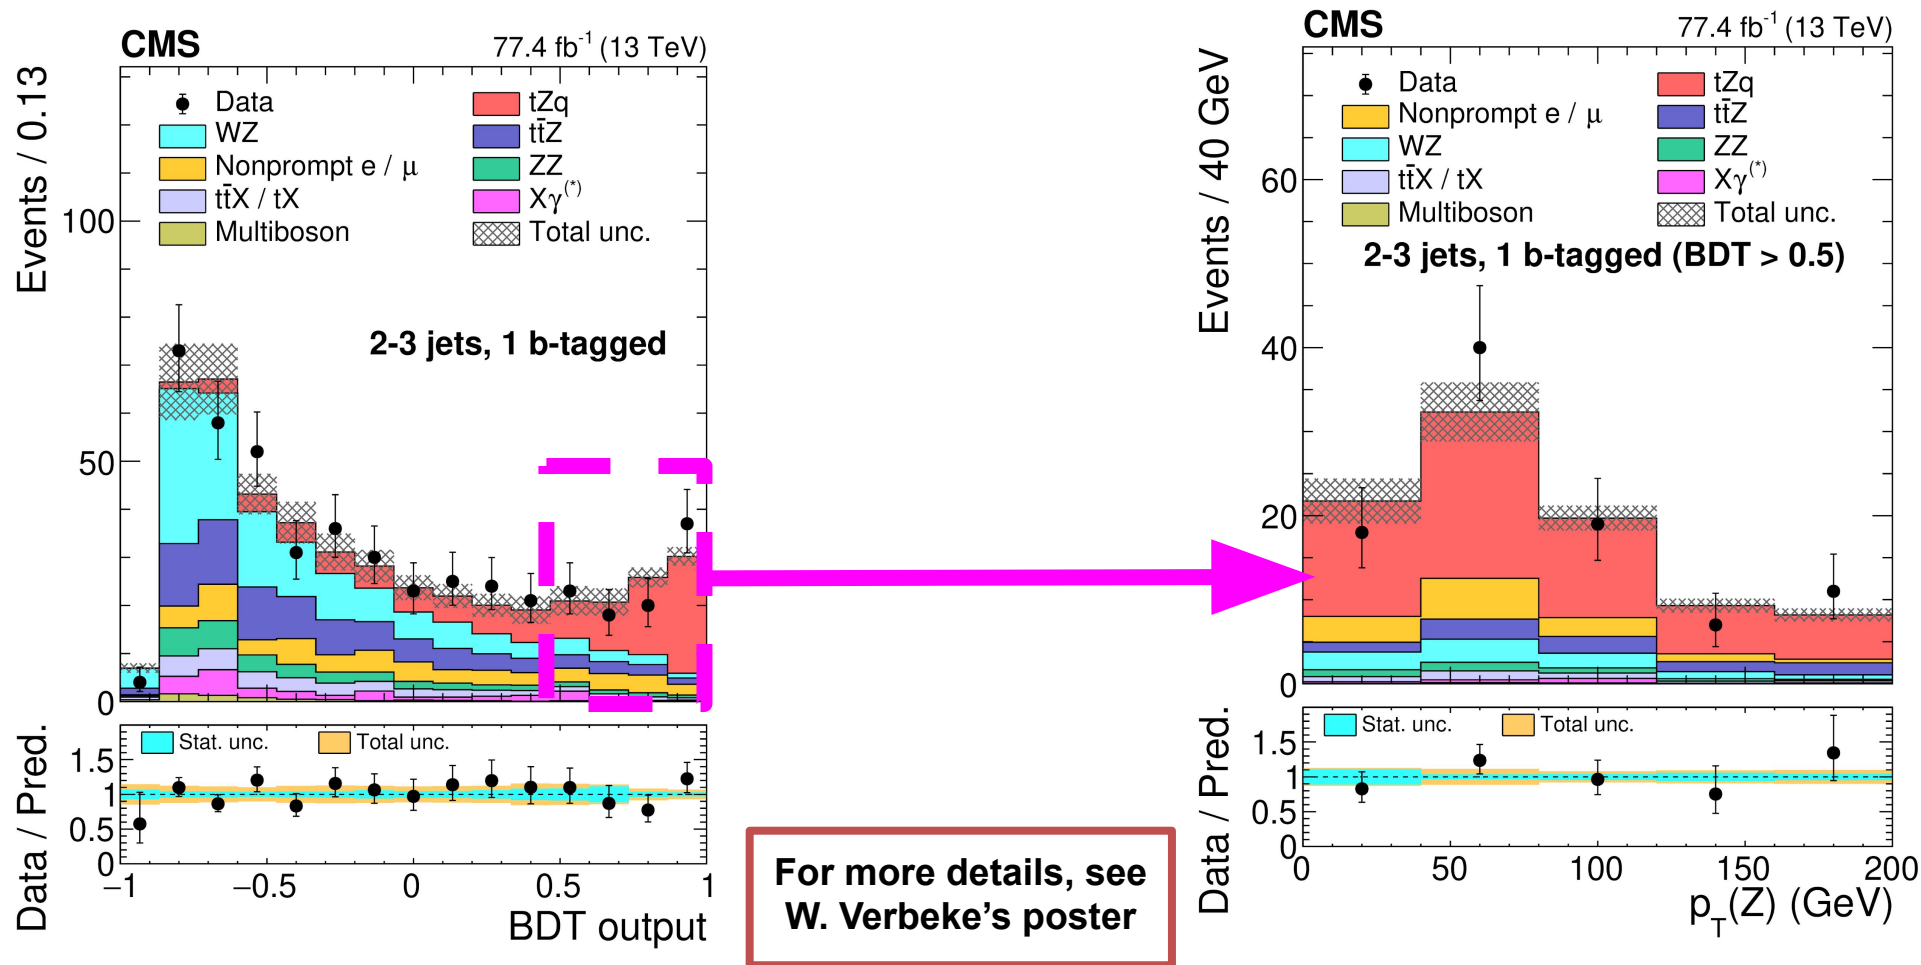 CMS
77.4 fb⁻¹ (13 TeV)
Events / 0.13
Data
tZq
WZ
tt̄Z
Nonprompt e / μ
ZZ
tt̄X / tX
Xγ⁽*⁾
Multiboson
Total unc.
2-3 jets, 1 b-tagged
100
50
0
Data / Pred.
Stat. unc.
Total unc.
1.5
1
0.5
0
−1
−0.5
0
0.5
1
BDT output
For more details, see
W. Verbeke’s poster
CMS
77.4 fb⁻¹ (13 TeV)
Events / 40 GeV
Data
tZq
Nonprompt e / μ
tt̄Z
WZ
ZZ
tt̄X / tX
Xγ⁽*⁾
Multiboson
Total unc.
2-3 jets, 1 b-tagged (BDT > 0.5)
60
40
20
0
Data / Pred.
Stat. unc.
Total unc.
1.5
1
0.5
0
0
50
100
150
200
p_T(Z) (GeV)